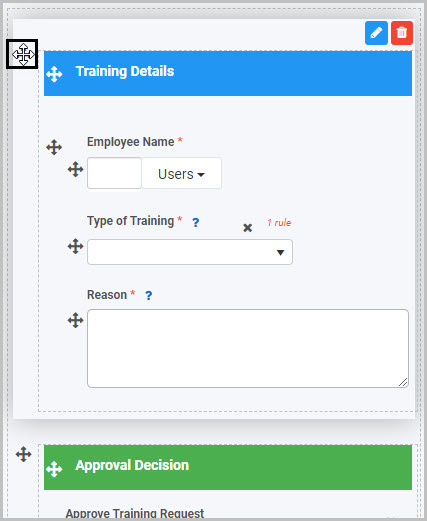 Training Details
Employee Name *
Users
Type of Training * ?
1 rule
Reason * ?
Approval Decision
Approve Training Request